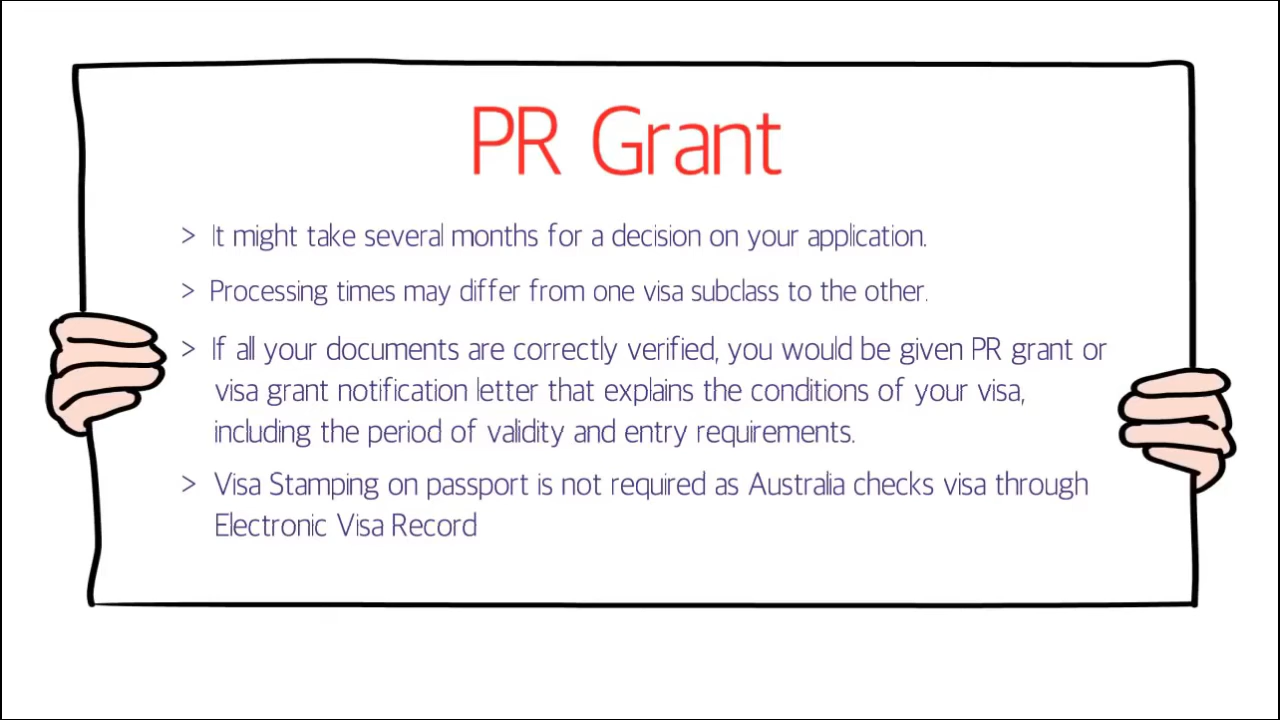 PR Grant
> It might take several months for a decision on your application.
> Processing times may differ from one visa subclass to the other.
> If all your documents are correctly verified, you would be given PR grant or
visa grant notification letter that explains the conditions of your visa,
including the period of validity and entry requirements.
> Visa Stamping on passport is not required as Australia checks visa through
Electronic Visa Record